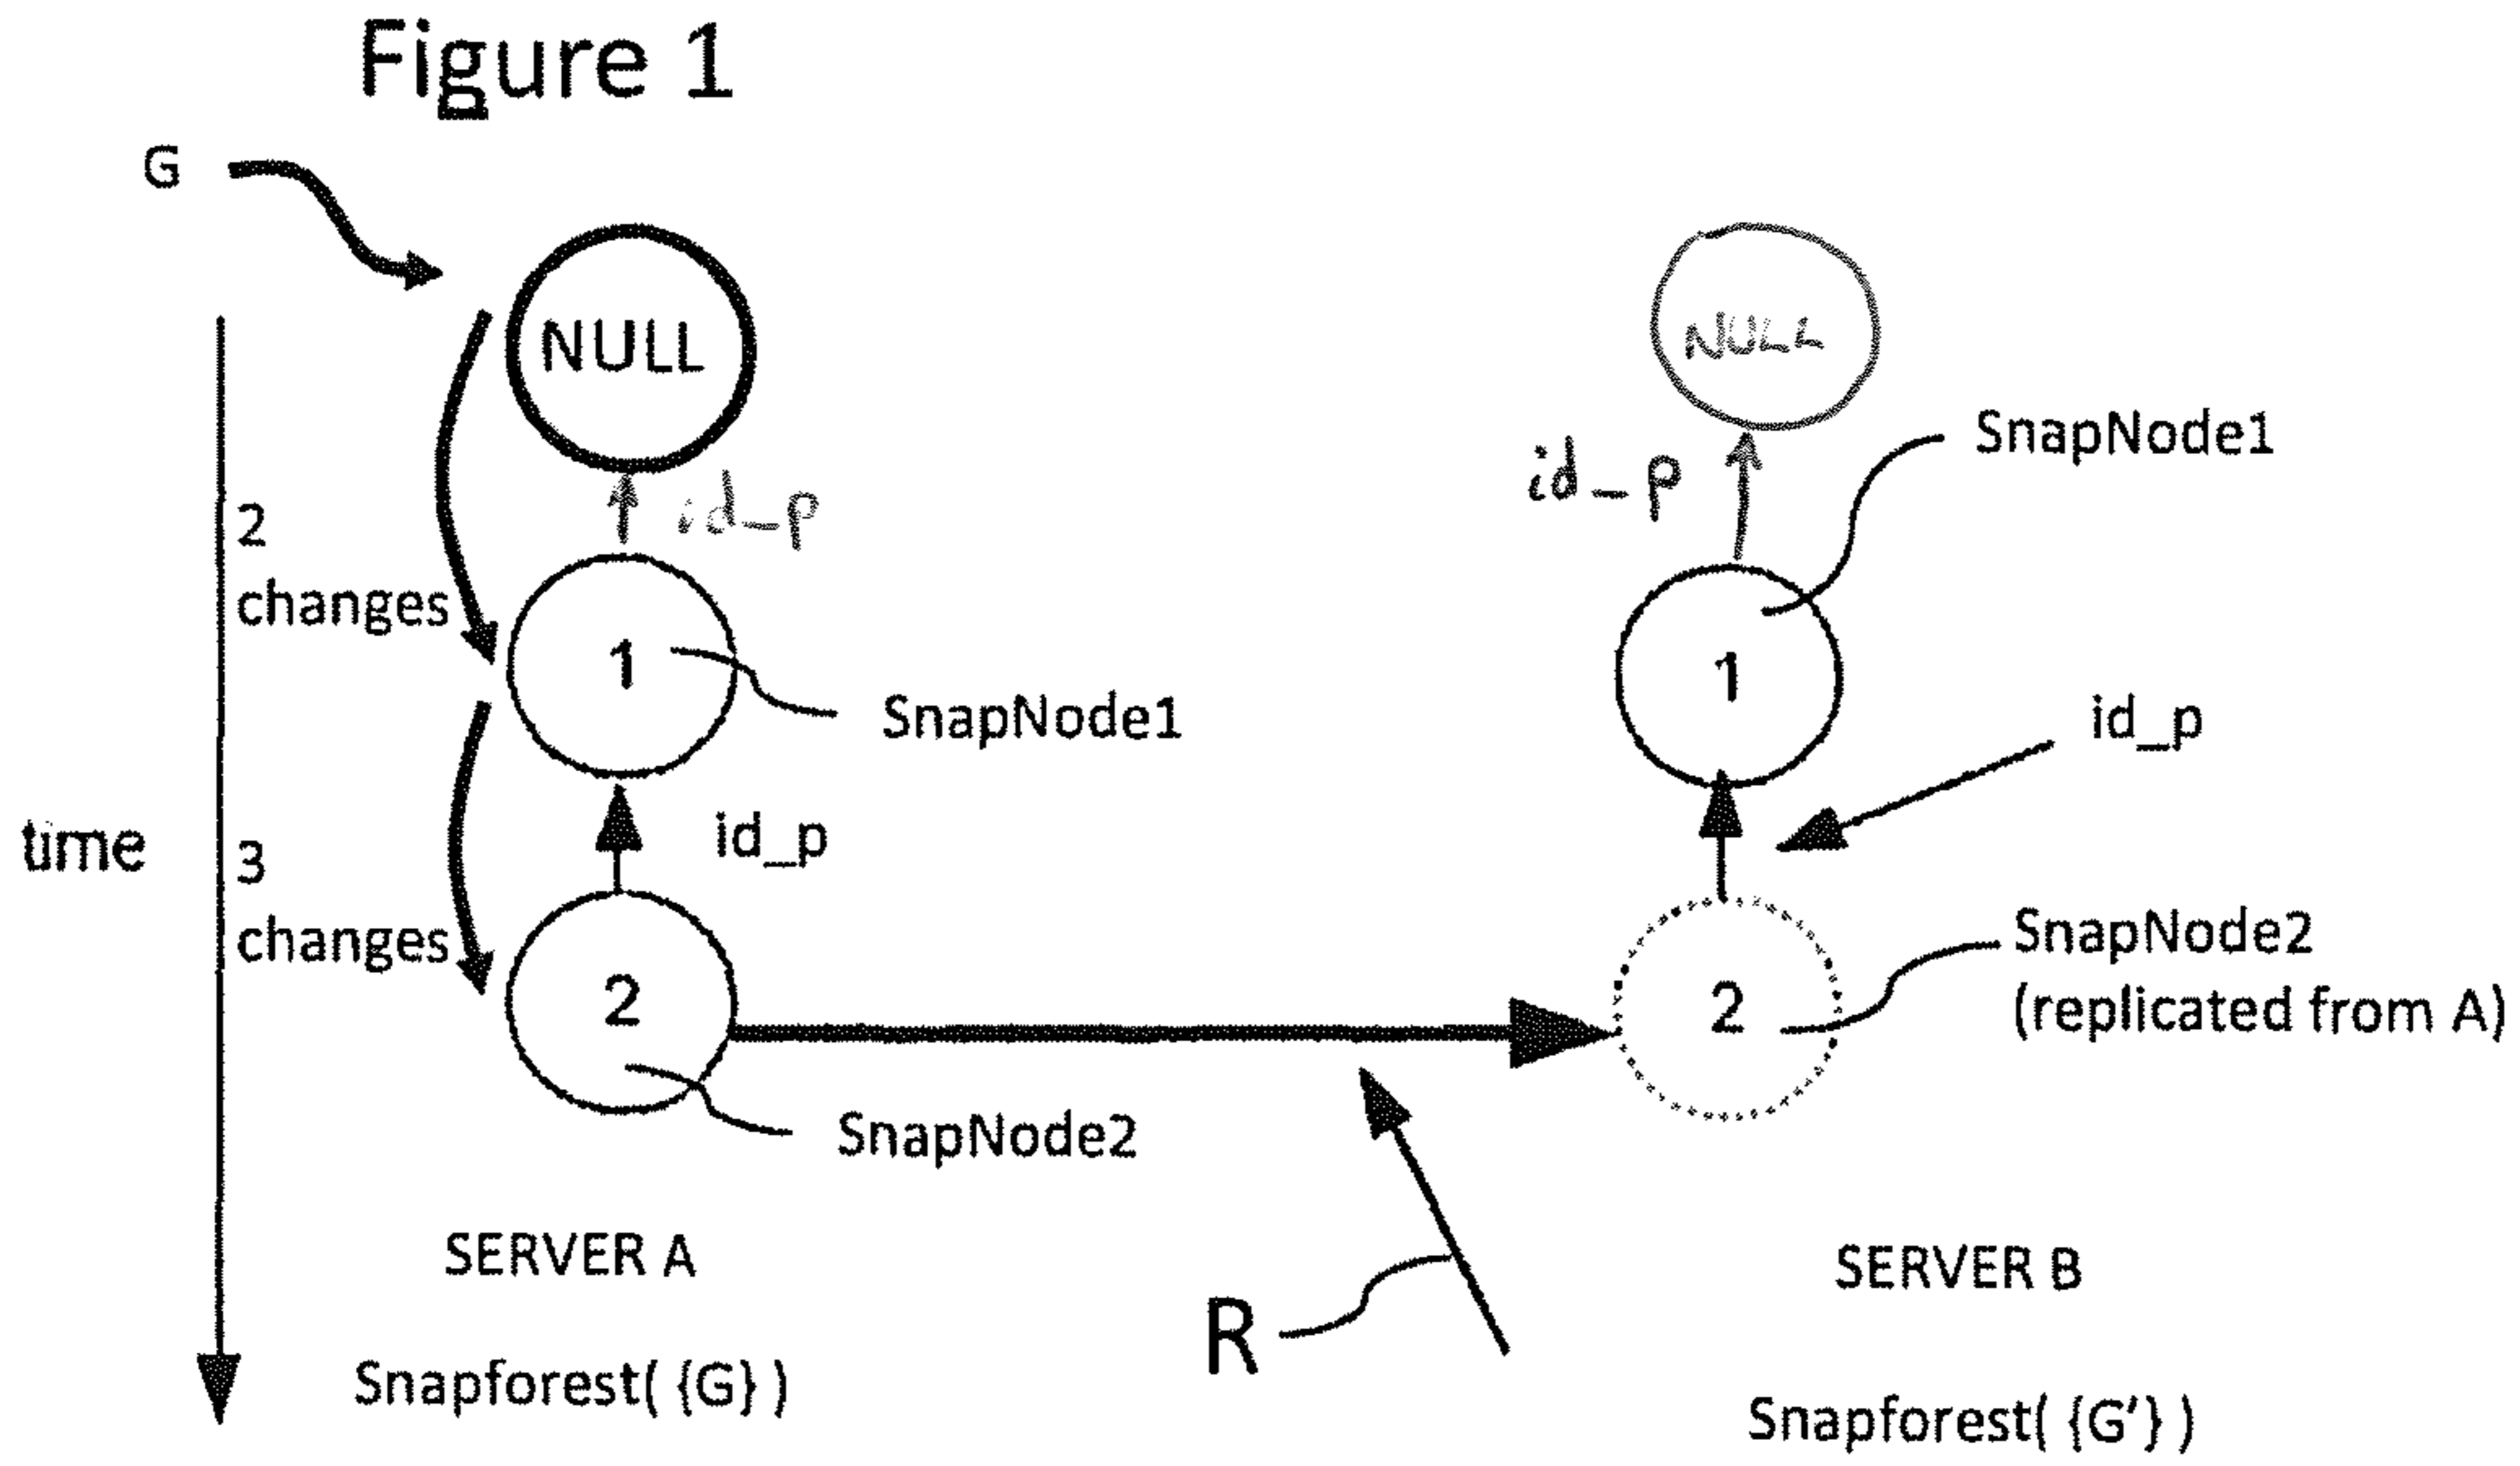 Figure 1
G
NULL
NULL
SnapNode1
id_p
id_p
2
changes
1
1
SnapNode1
id_p
time
3
changes
id_p
2
2
SnapNode2
(replicated from A)
SnapNode2
SERVER A
SERVER B
R
Snapforest( {G} )
Snapforest( {G'} )